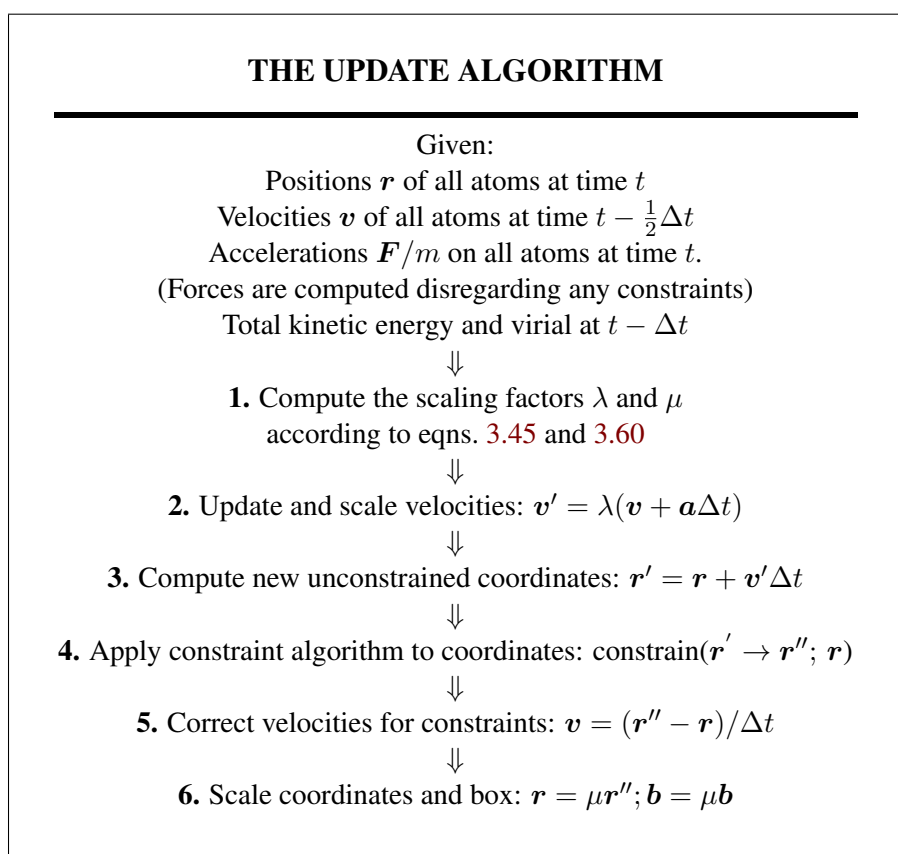 THE UPDATE ALGORITHM
Given:
Positions r of all atoms at time t
Velocities v of all atoms at time t − ½Δt
Accelerations F/m on all atoms at time t.
(Forces are computed disregarding any constraints)
Total kinetic energy and virial at t − Δt
⇓
1. Compute the scaling factors λ and μ
according to eqns. 3.45 and 3.60
⇓
2. Update and scale velocities: v′ = λ(v + aΔt)
⇓
3. Compute new unconstrained coordinates: r′ = r + v′Δt
⇓
4. Apply constraint algorithm to coordinates: constrain(r′ → r″; r)
⇓
5. Correct velocities for constraints: v = (r″ − r)/Δt
⇓
6. Scale coordinates and box: r = μr″; b = μb